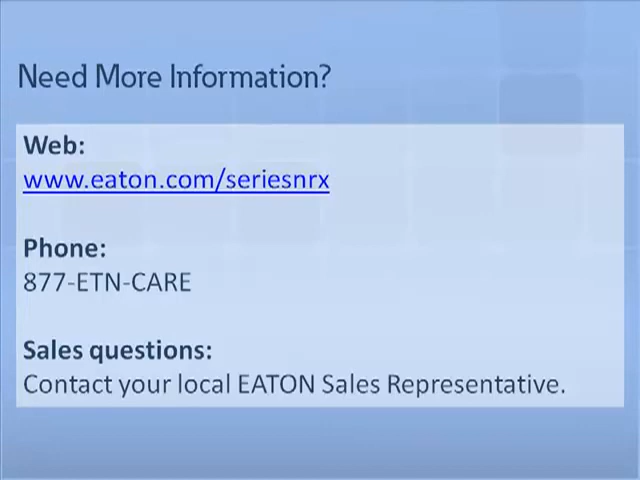 Need More Information?
Web:
www.eaton.com/seriesnrx
Phone:
877-ETN-CARE
Sales questions:
Contact your local EATON Sales Representative.